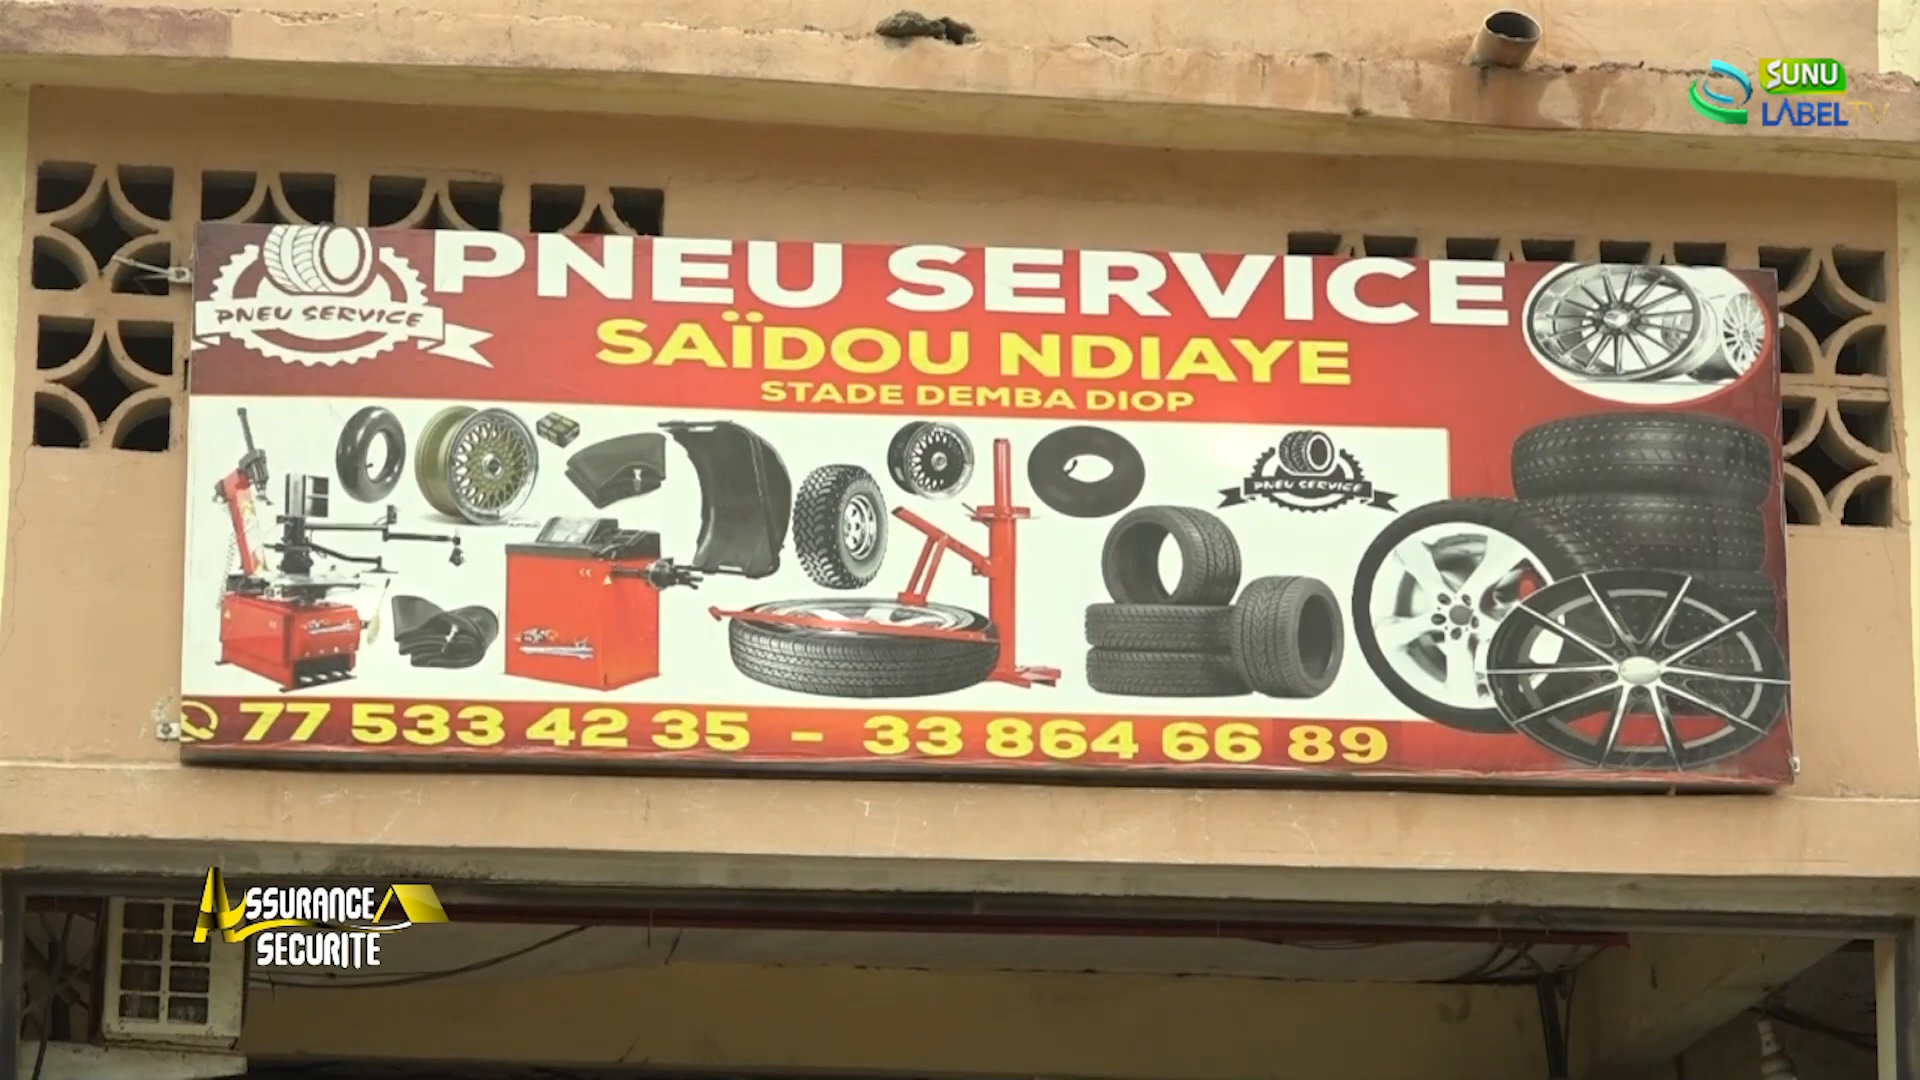 SUNU
LABEL TV
PNEU SERVICE
PNEU SERVICE
SAÏDOU NDIAYE
STADE DEMBA DIOP
PNEU SERVICE
77 533 42 35 - 33 864 66 89
ASSURANCE
SECURITE